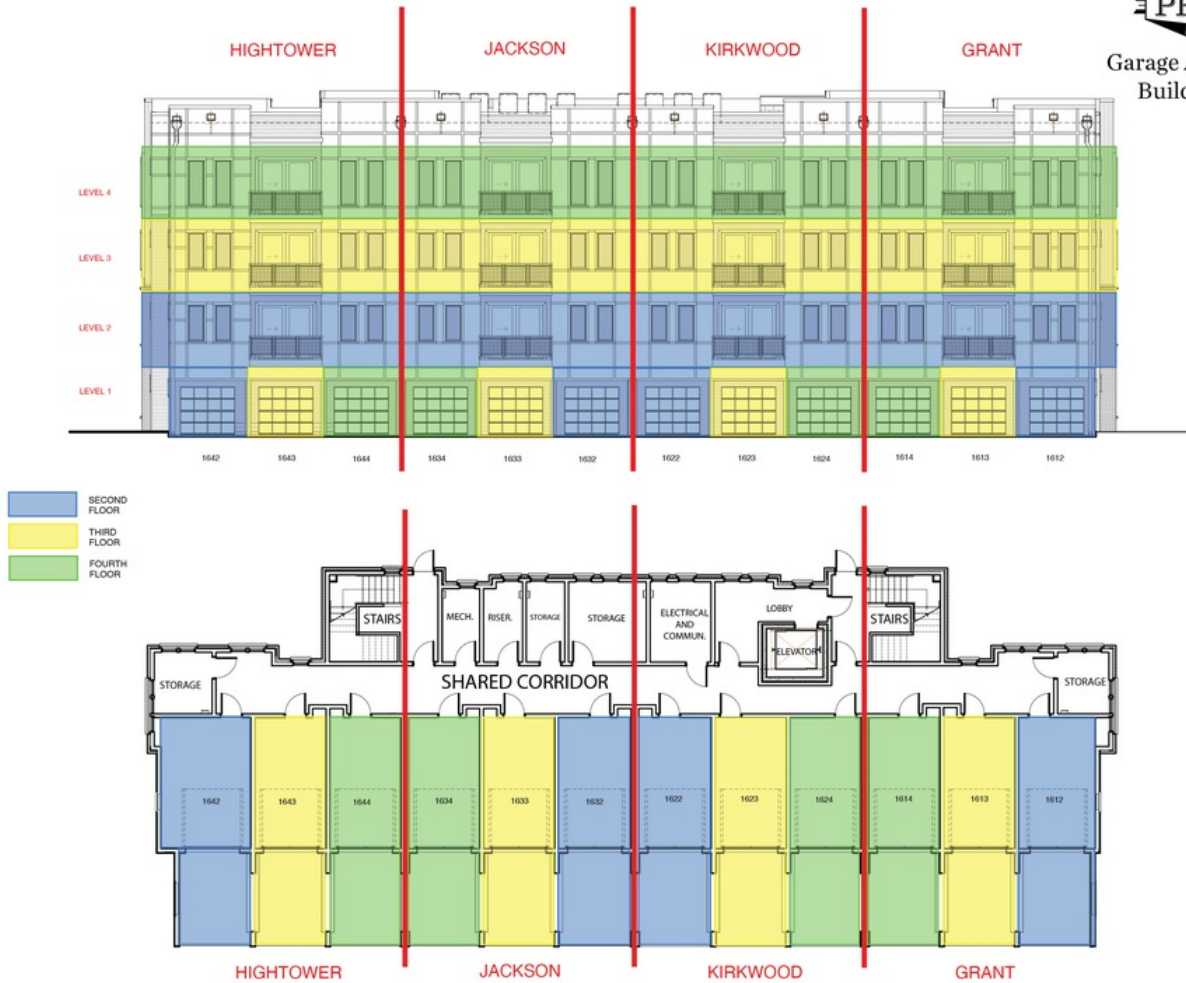 HIGHTOWER JACKSON KIRKWOOD GRANT
Garage
LEVEL 4
LEVEL 3
LEVEL 2
LEVEL 1
1642 1643 1644 1634 1633 1632 1622 1623 1624 1614 1613 1612
SECOND
FLOOR
THIRD
FLOOR
FOURTH
FLOOR
STAIRS
MECH.
RISER.
STORAGE
STORAGE
ELECTRICAL
AND
COMMUN.
LOBBY
ELEVATOR
STAIRS
STORAGE
SHARED CORRIDOR
STORAGE
1642 1643 1644 1634 1633 1632 1622 1623 1624 1614 1613 1612
HIGHTOWER JACKSON KIRKWOOD GRANT